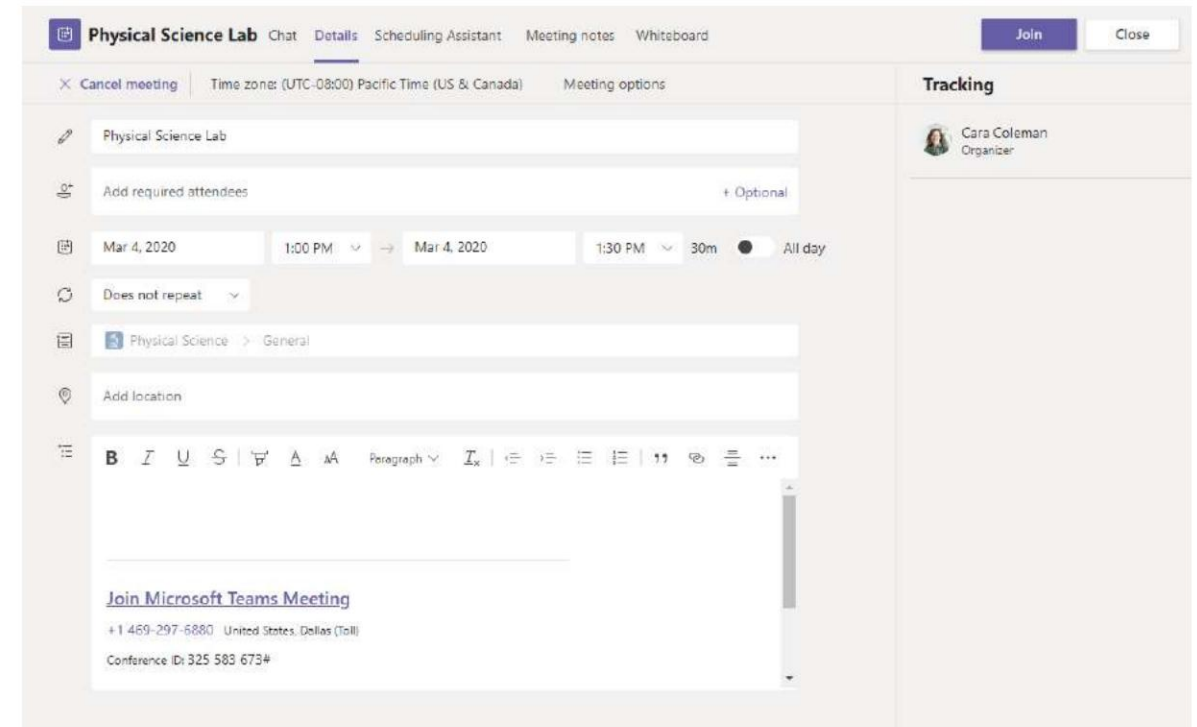 Physical Science Lab Chat Details Scheduling Assistant Meeting notes Whiteboard Join Close
Cancel meeting Time zone: (UTC-08:00) Pacific Time (US & Canada) Meeting options
Tracking
Physical Science Lab
Cara Coleman
Organizer
Add required attendees + Optional
Mar 4, 2020 1:00 PM → Mar 4, 2020 1:30 PM 30m All day
Does not repeat
Physical Science > General
Add location
B I U S A AA Paragraph Tx
Join Microsoft Teams Meeting
+1 469-297-6880 United States, Dallas (Toll)
Conference ID: 325 583 673#